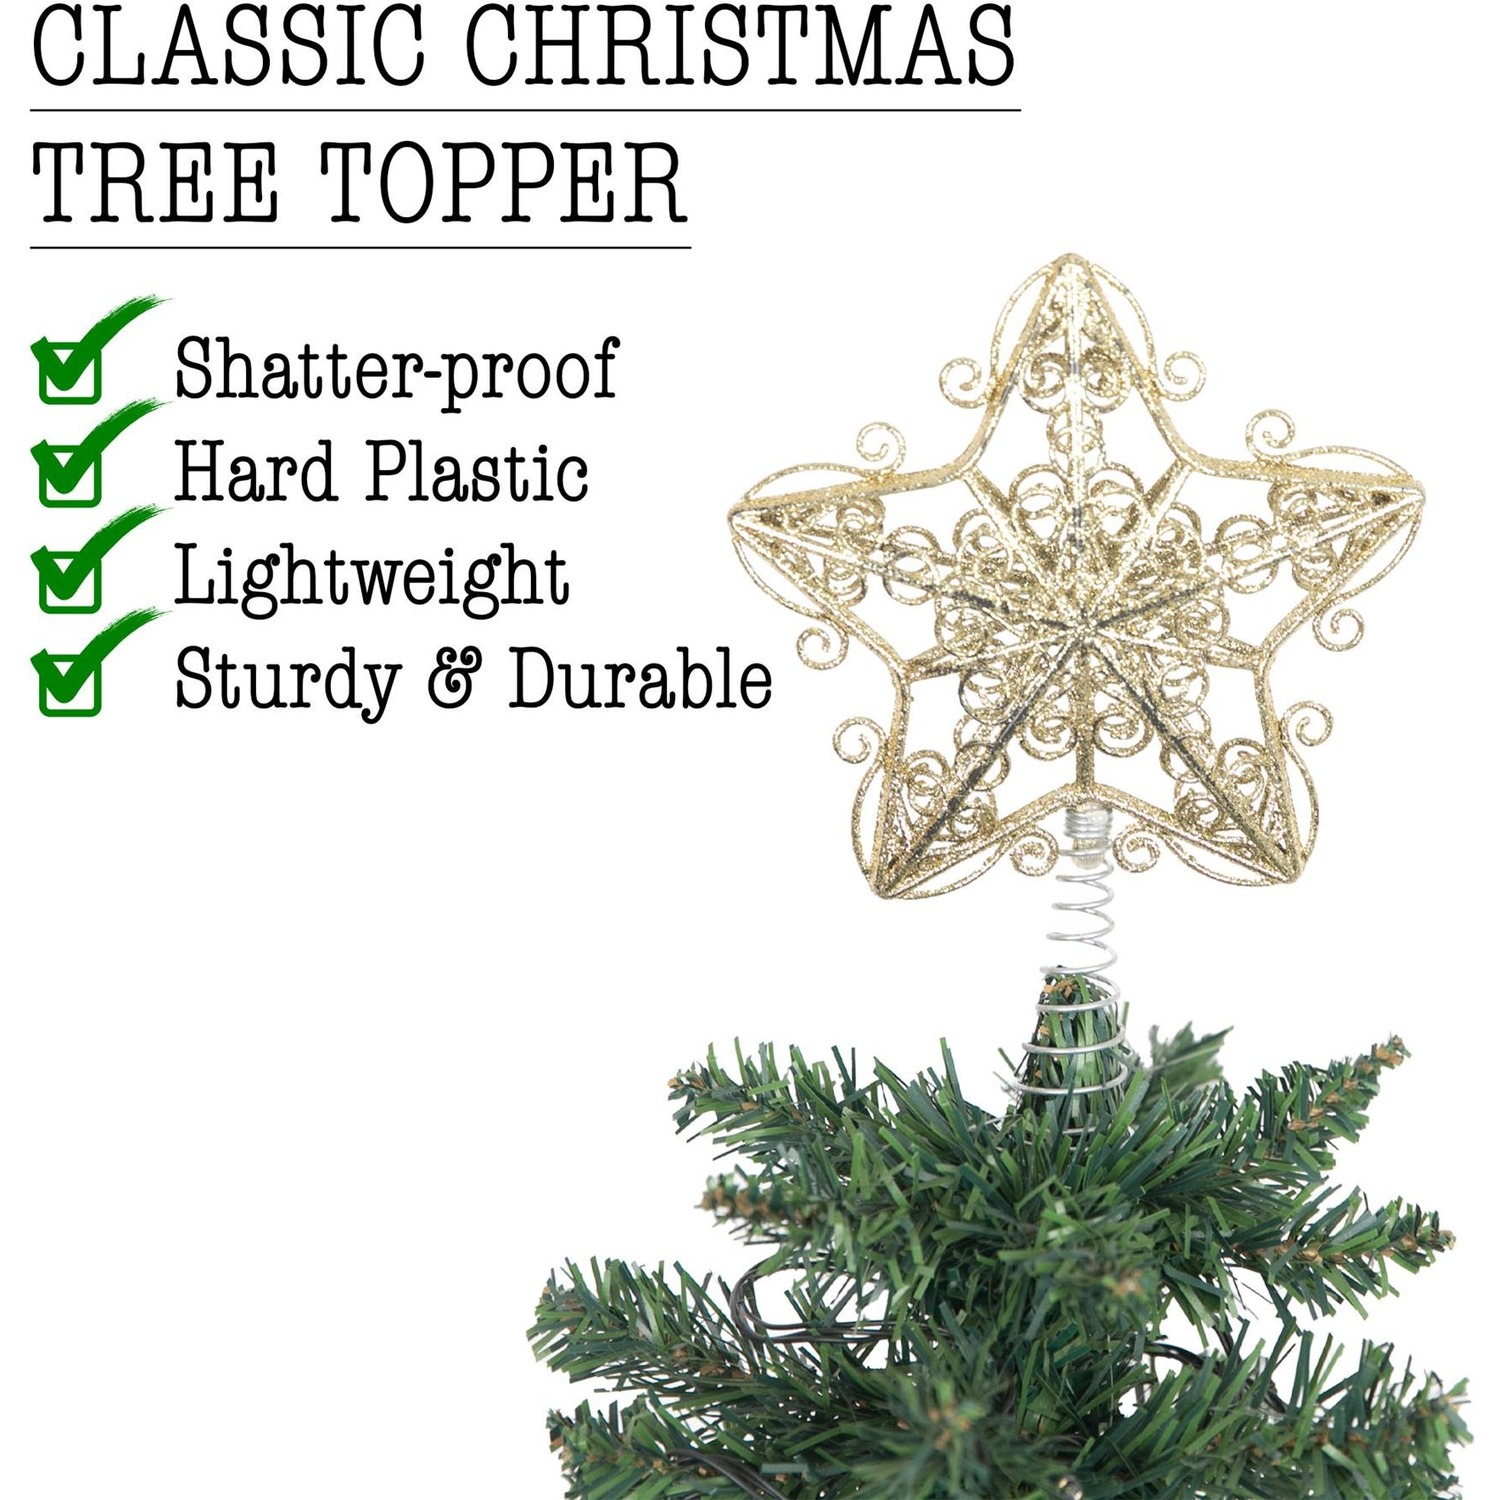 CLASSIC CHRISTMAS
TREE TOPPER
Shatter-proof
Hard Plastic
Lightweight
Sturdy & Durable